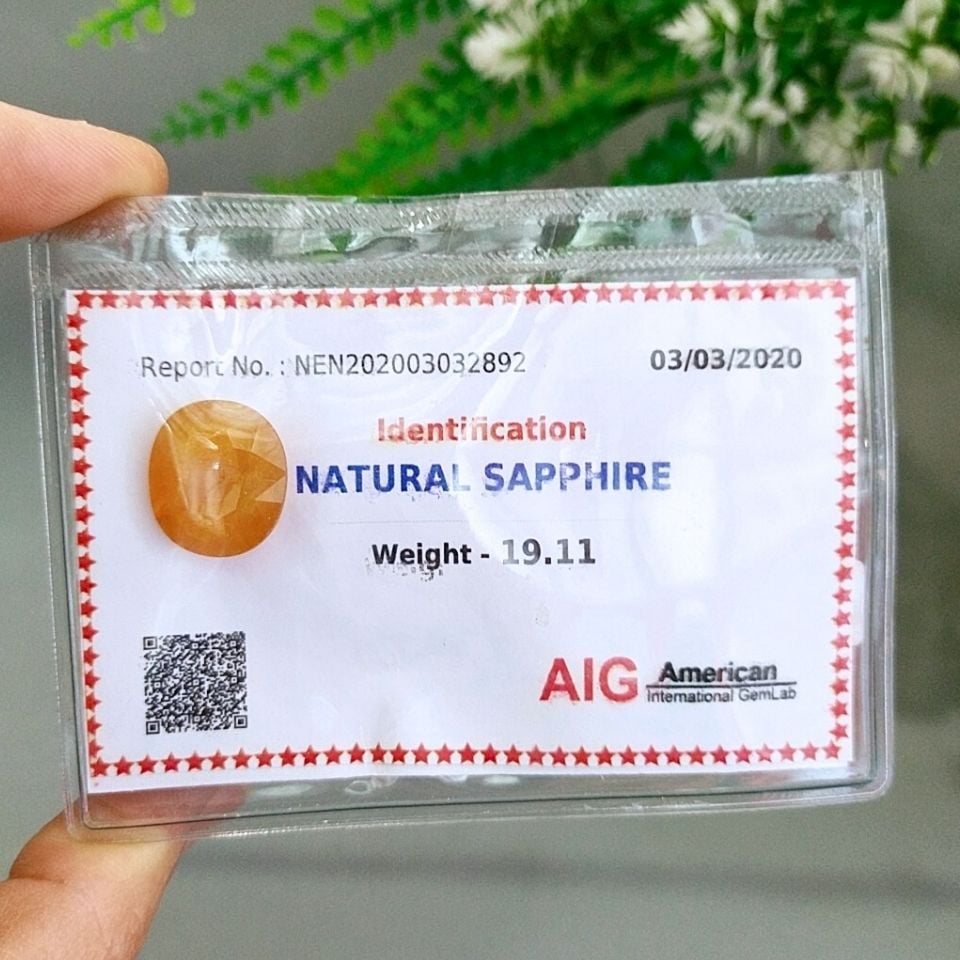 Report No. : NEN202003032892
03/03/2020
Identification
NATURAL SAPPHIRE
Weight - 19.11
AIG American
International GemLab